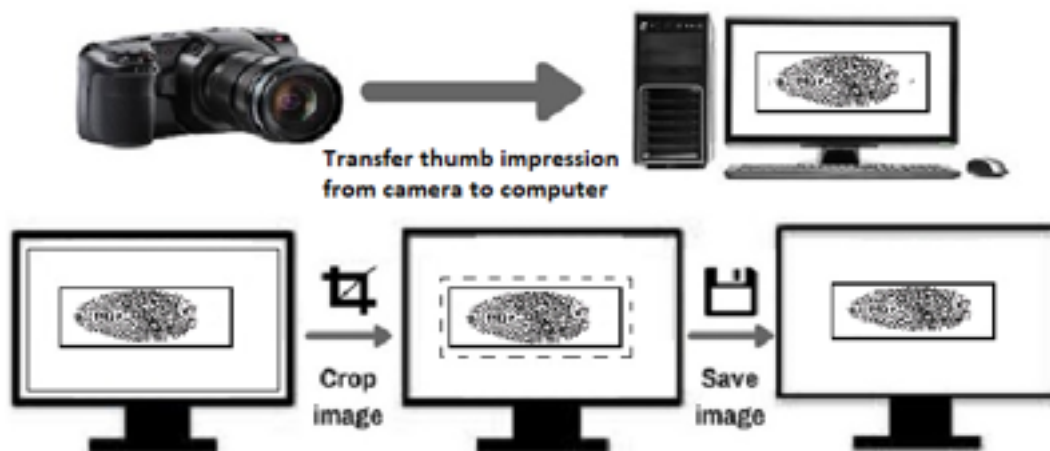 Transfer thumb impression
from camera to computer
Crop
image
Save
image